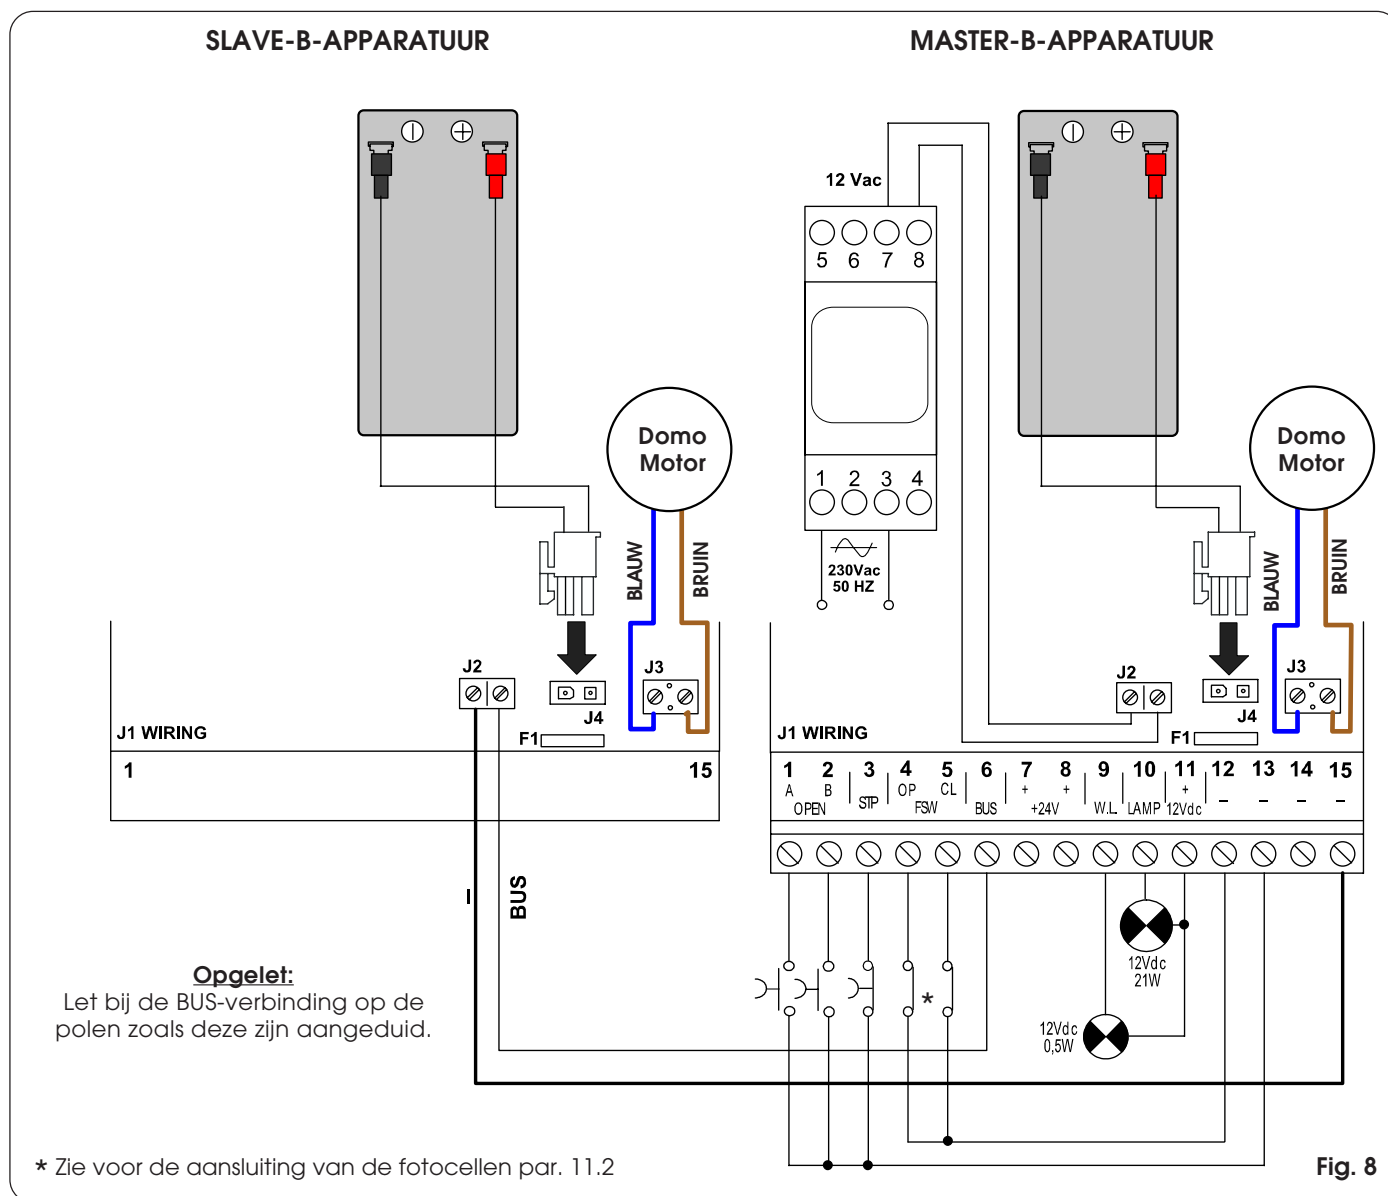 SLAVE-B-APPARATUUR
MASTER-B-APPARATUUR
12 Vac
5 6 7 8
1 2 3 4
230Vac
50 HZ
Domo
Motor
BLAUW
BRUIN
J2
J3
J4
F1
J1 WIRING
1 15
Domo
Motor
BLAUW
BRUIN
J2
J3
J4
F1
J1 WIRING
1 2 3 4 5 6 7 8 9 10 11 12 13 14 15
A B STP OP CL + + + – – – –
OPEN FSW BUS +24V W.L. LAMP 12Vdc
–
BUS
12Vdc
21W
*
12Vdc
0,5W
Opgelet:
Let bij de BUS-verbinding op de
polen zoals deze zijn aangeduid.
* Zie voor de aansluiting van de fotocellen par. 11.2
Fig. 8